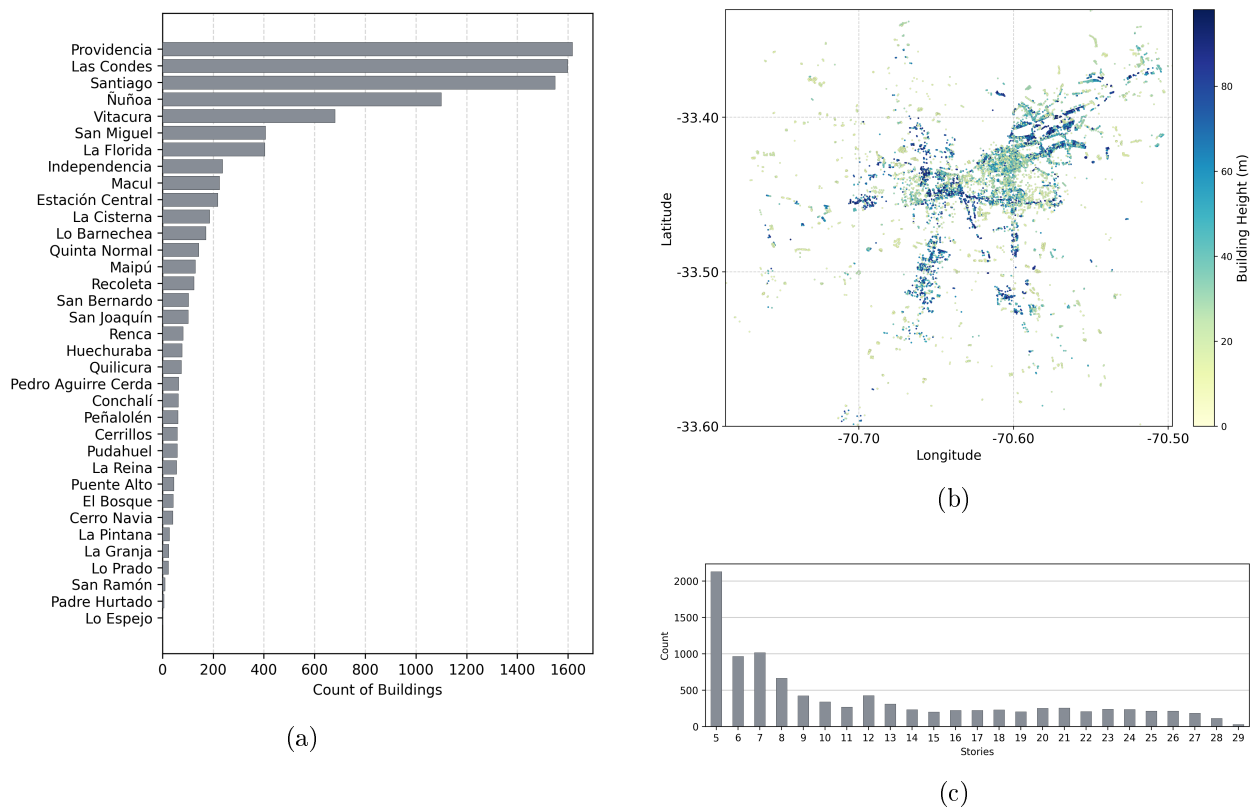 Providencia
Las Condes
Santiago
Ñuñoa
Vitacura
San Miguel
La Florida
Independencia
Macul
Estación Central
La Cisterna
Lo Barnechea
Quinta Normal
Maipú
Recoleta
San Bernardo
San Joaquín
Renca
Huechuraba
Quilicura
Pedro Aguirre Cerda
Conchalí
Peñalolén
Cerrillos
Pudahuel
La Reina
Puente Alto
El Bosque
Cerro Navia
La Pintana
La Granja
Lo Prado
San Ramón
Padre Hurtado
Lo Espejo
0 200 400 600 800 1000 1200 1400 1600
Count of Buildings
(a)
-33.40
-33.50
-33.60
Latitude
-70.70 -70.60 -70.50
Longitude
80
60
40
20
0
Building Height (m)
(b)
2000
1500
1000
500
0
Count
5 6 7 8 9 10 11 12 13 14 15 16 17 18 19 20 21 22 23 24 25 26 27 28 29
Stories
(c)